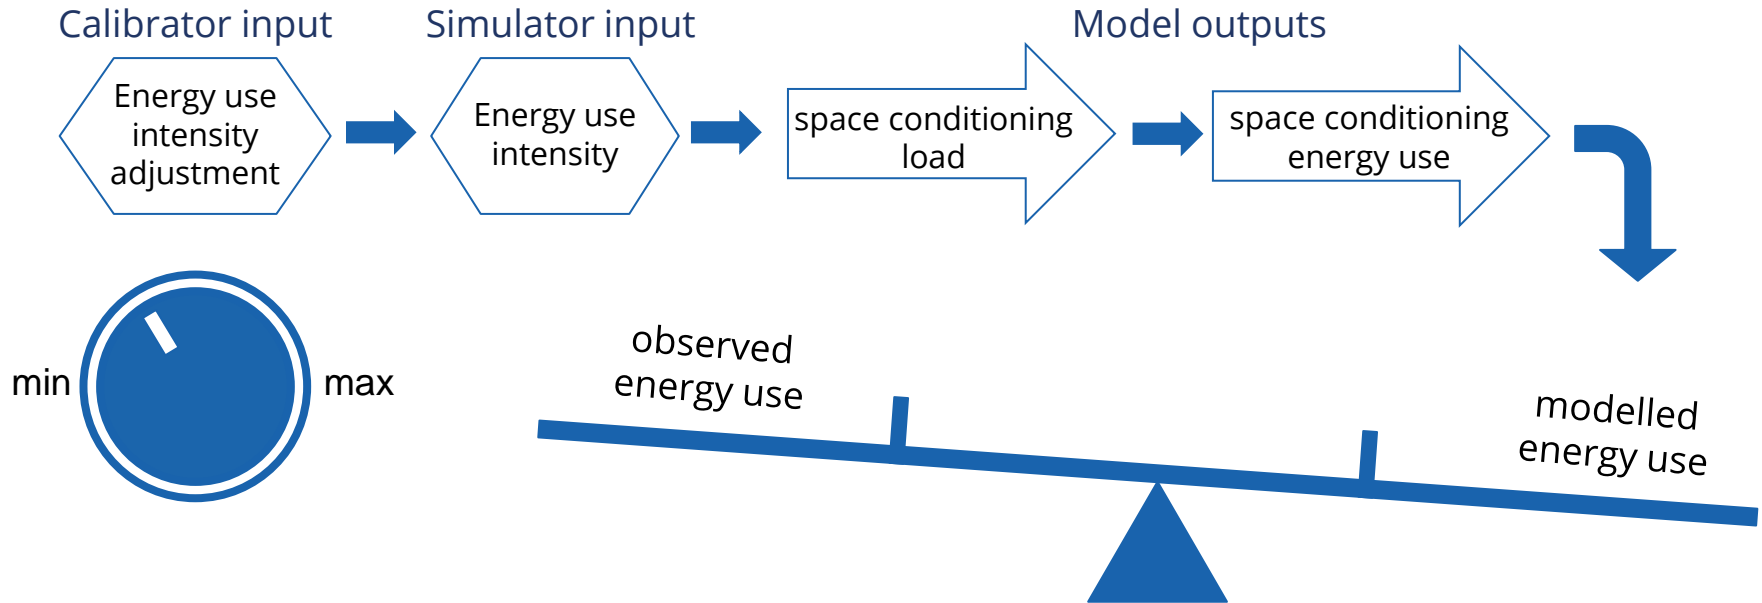 Calibrator input
Simulator input
Model outputs
Energy use
intensity
adjustment
Energy use
intensity
space conditioning
load
space conditioning
energy use
min
max
observed
energy use
modelled
energy use